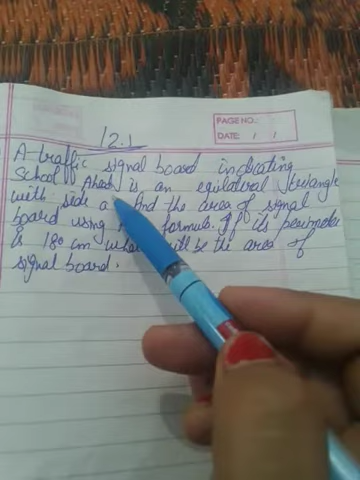 PAGE NO.:
DATE: / /
12.1
A traffic signal board indicating
School Ahead is an equilateral triangle
with side a find the area of signal
board using formula. If its perimeter
is 180 cm will be the area of
signal board.